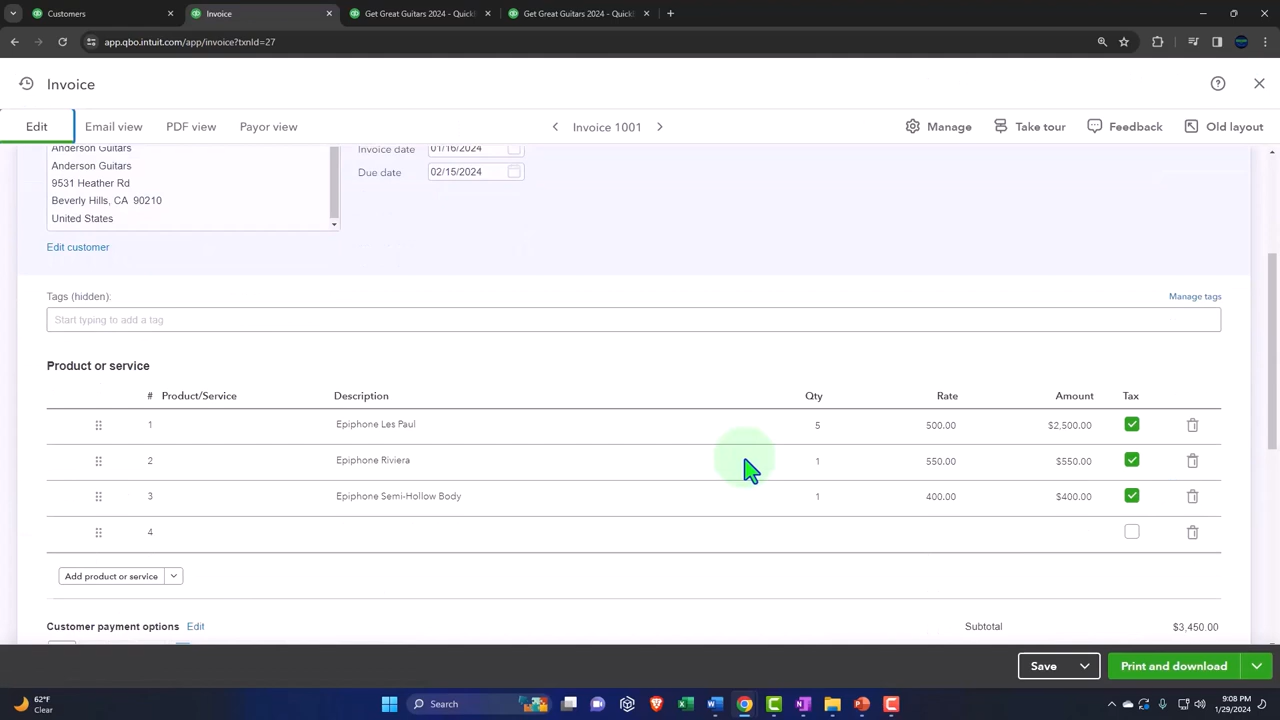 Customers
Invoice
Get Great Guitars 2024 - Quick
Get Great Guitars 2024 - Quick
app.qbo.intuit.com/app/invoice?txnId=27
Invoice
Edit
Email view
PDF view
Payor view
Invoice 1001
Manage
Take tour
Feedback
Old layout
Anderson Guitars
Invoice date
01/16/2024
Anderson Guitars
Due date
02/15/2024
9531 Heather Rd
Beverly Hills, CA 90210
United States
Edit customer
Tags (hidden):
Manage tags
Start typing to add a tag
Product or service
# Product/Service Description Qty Rate Amount Tax
1 Epiphone Les Paul 5 500.00 $2,500.00
2 Epiphone Riviera 1 550.00 $550.00
3 Epiphone Semi-Hollow Body 1 400.00 $400.00
4
Add product or service
Customer payment options Edit
Subtotal $3,450.00
Save
Print and download
62°F
Clear
Search
9:08 PM
1/29/2024